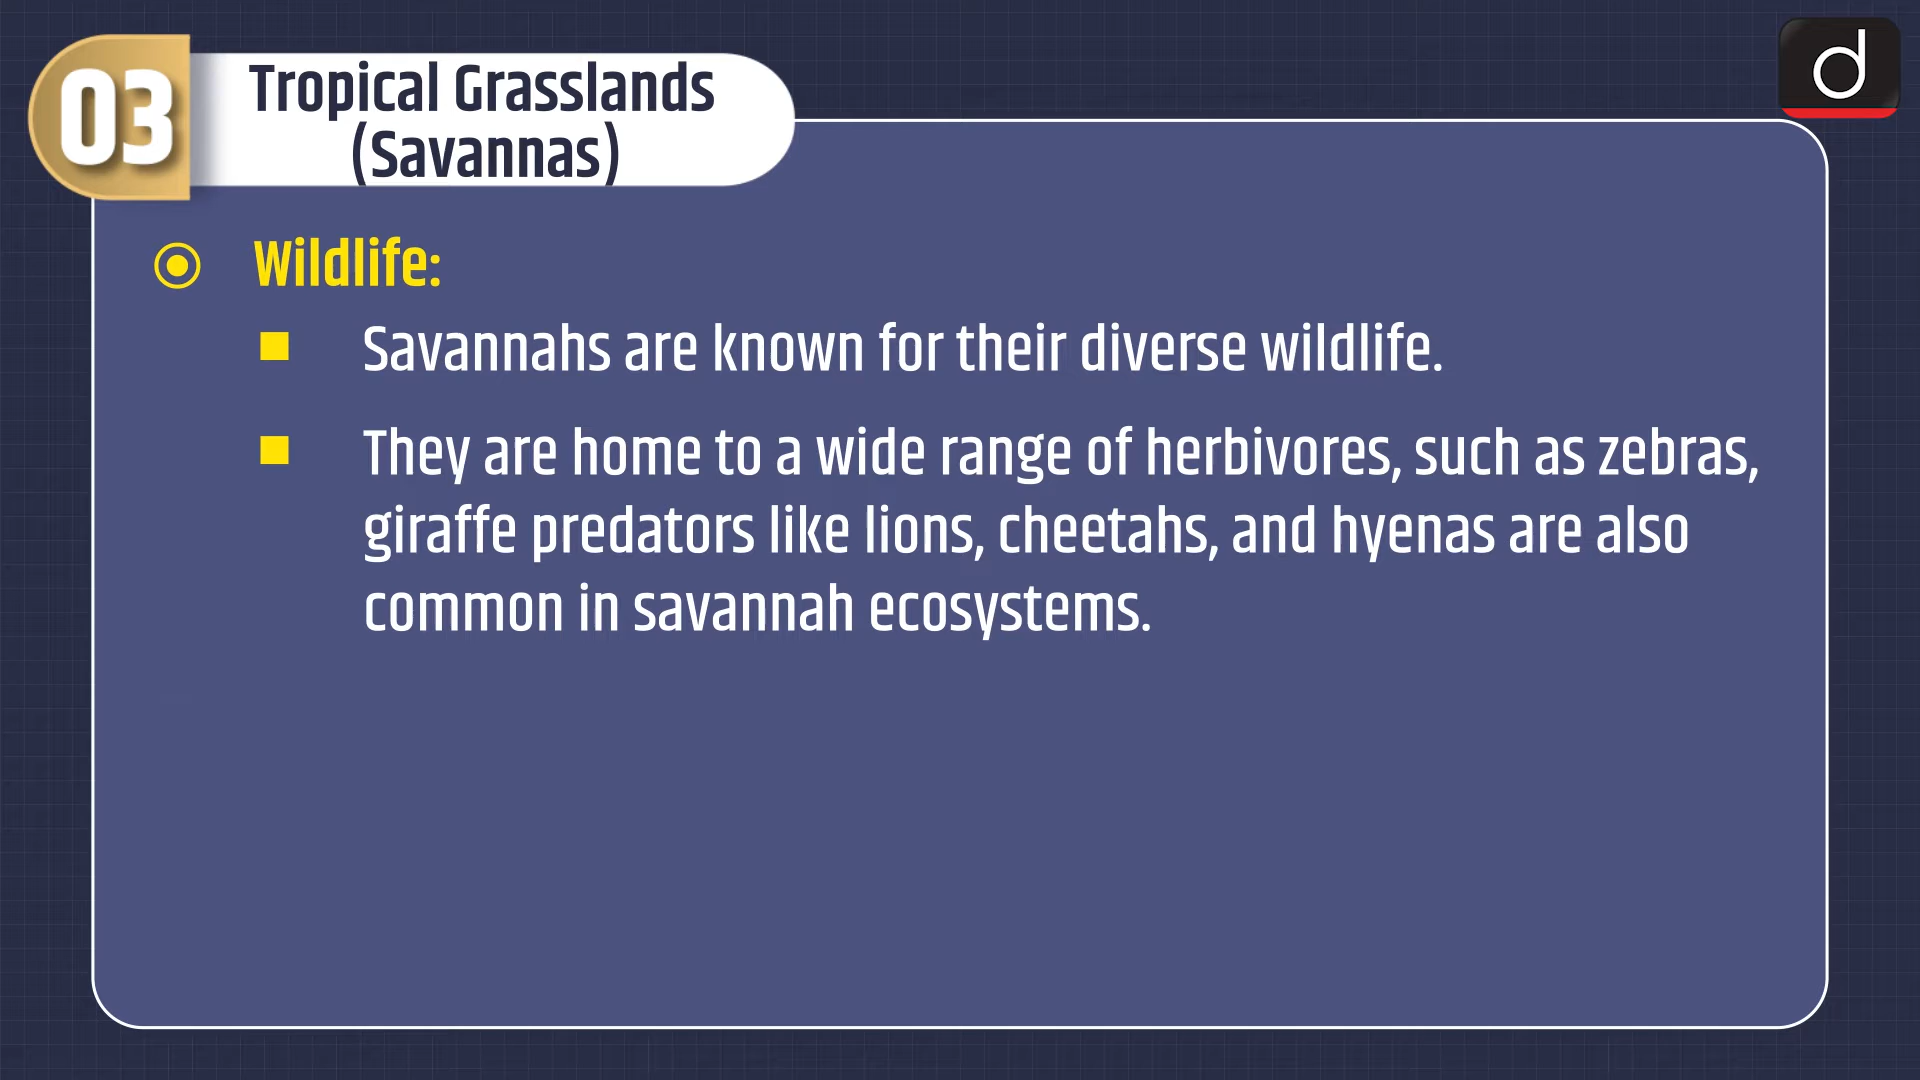 03
Tropical Grasslands
(Savannas)
d
Wildlife:
Savannahs are known for their diverse wildlife.
They are home to a wide range of herbivores, such as zebras,
giraffe predators like lions, cheetahs, and hyenas are also
common in savannah ecosystems.